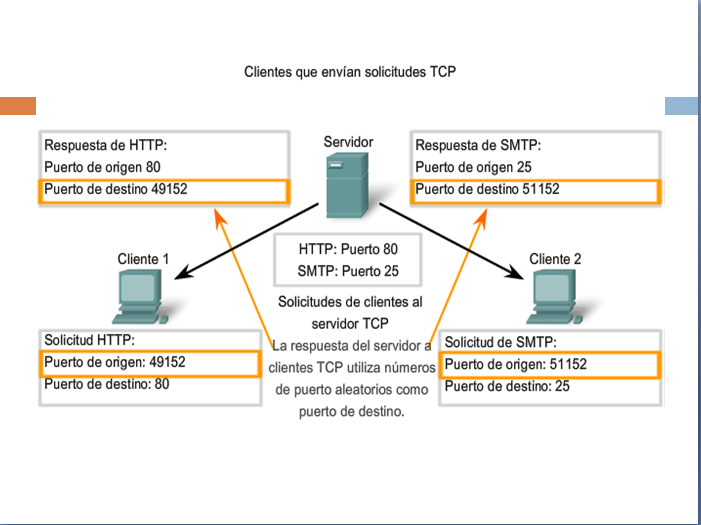 Clientes que envían solicitudes TCP
Respuesta de HTTP:
Puerto de origen 80
Puerto de destino 49152
Servidor
Respuesta de SMTP:
Puerto de origen 25
Puerto de destino 51152
HTTP: Puerto 80
SMTP: Puerto 25
Cliente 1
Cliente 2
Solicitudes de clientes al
servidor TCP
La respuesta del servidor a
clientes TCP utiliza números
de puerto aleatorios como
puerto de destino.
Solicitud HTTP:
Puerto de origen: 49152
Puerto de destino: 80
Solicitud de SMTP:
Puerto de origen: 51152
Puerto de destino: 25